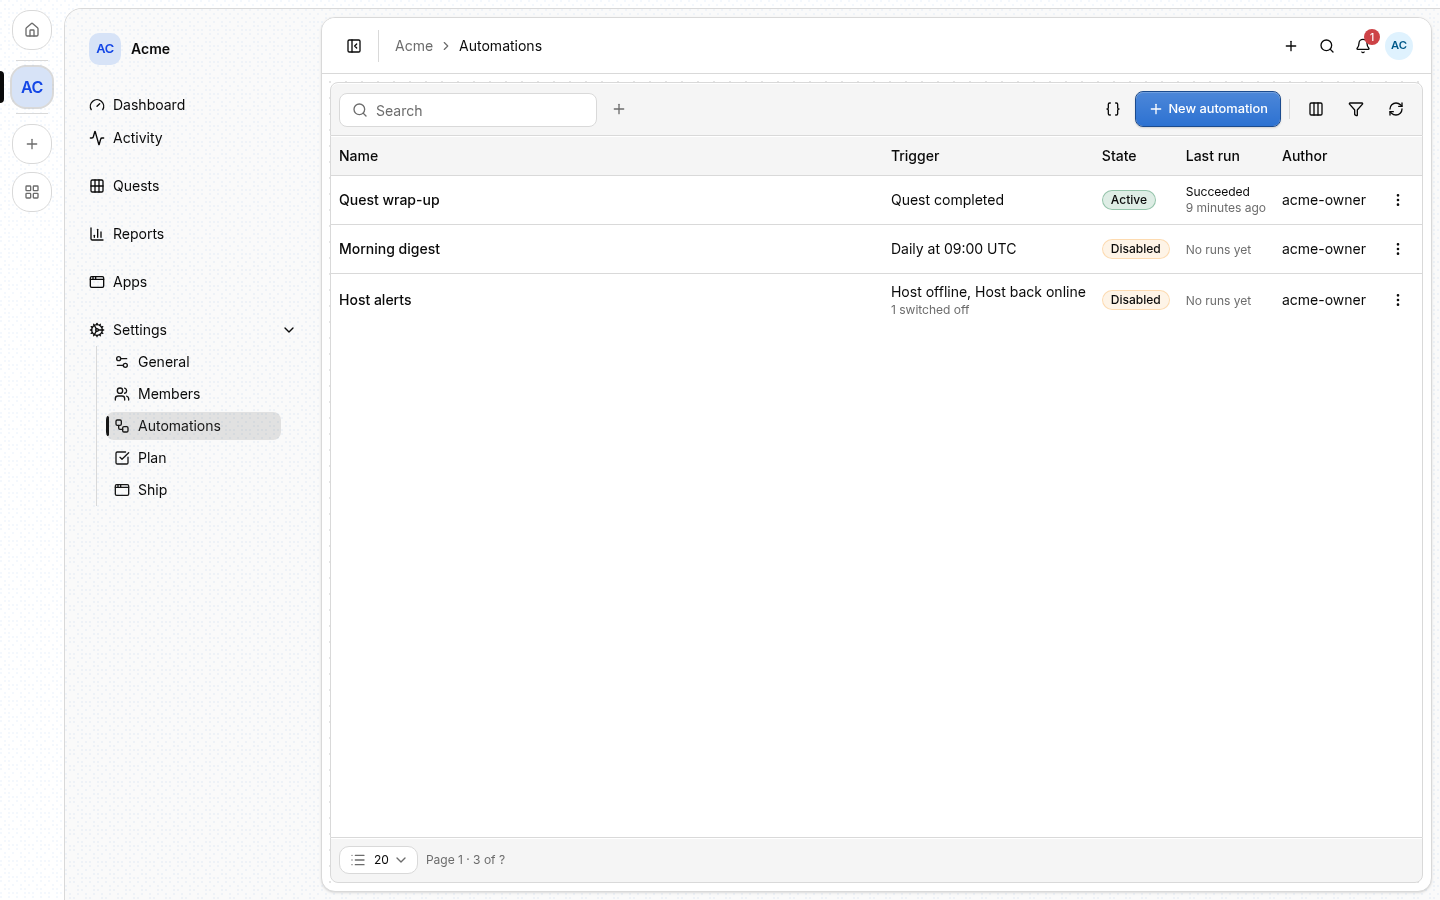 AC
AC Acme
Dashboard
Activity
Quests
Reports
Apps
Settings
General
Members
Automations
Plan
Ship
Acme > Automations
1
AC
Search
{} New automation
Name Trigger State Last run Author
Quest wrap-up Quest completed Active Succeeded 9 minutes ago acme-owner
Morning digest Daily at 09:00 UTC Disabled No runs yet acme-owner
Host alerts Host offline, Host back online Disabled No runs yet acme-owner
1 switched off
20 Page 1 · 3 of ?